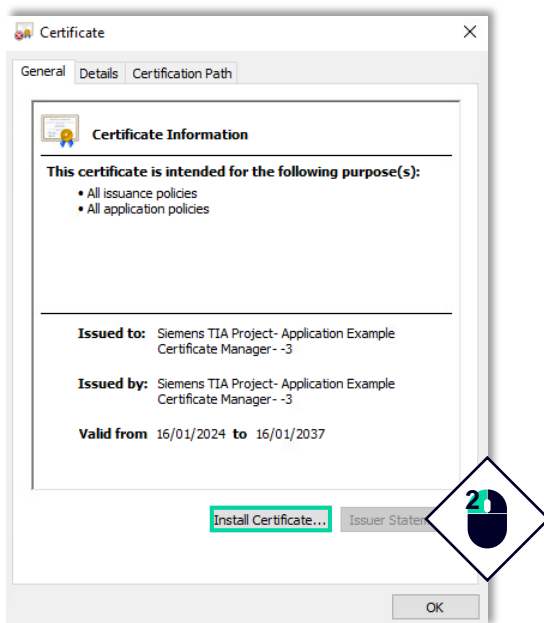 Certificate
General Details Certification Path
Certificate Information
This certificate is intended for the following purpose(s):
• All issuance policies
• All application policies
Issued to: Siemens TIA Project- Application Example
Certificate Manager- -3
Issued by: Siemens TIA Project- Application Example
Certificate Manager- -3
Valid from 16/01/2024 to 16/01/2037
Install Certificate... Issuer
2
OK